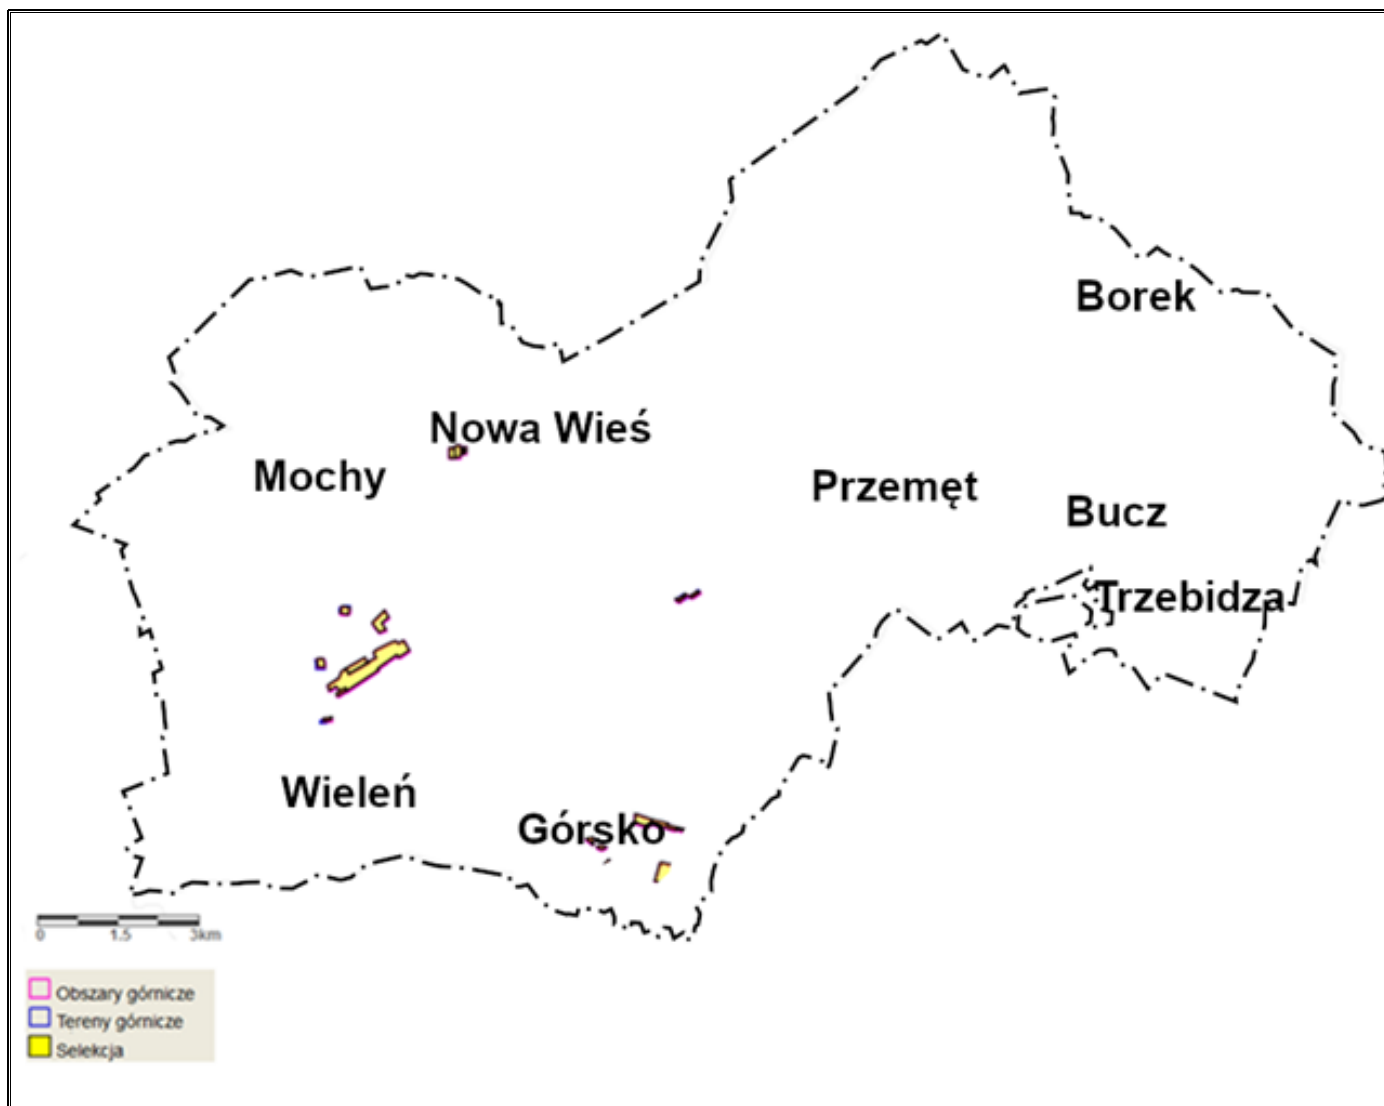 Borek
Nowa Wieś
Mochy
Przemęt
Bucz
Trzebidza
Wieleń
Górsko
0 1.5 3km
Obszary górnicze
Tereny górnicze
Selekcja